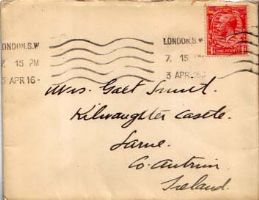 LONDON.S.W
7. 15 PM
3 APR 16
LONDON.S.W
7. 15 PM
3 APR
Mrs. Galt Smith.
Kilwaughter Castle.
Larne.
Co. Antrim
Ireland.